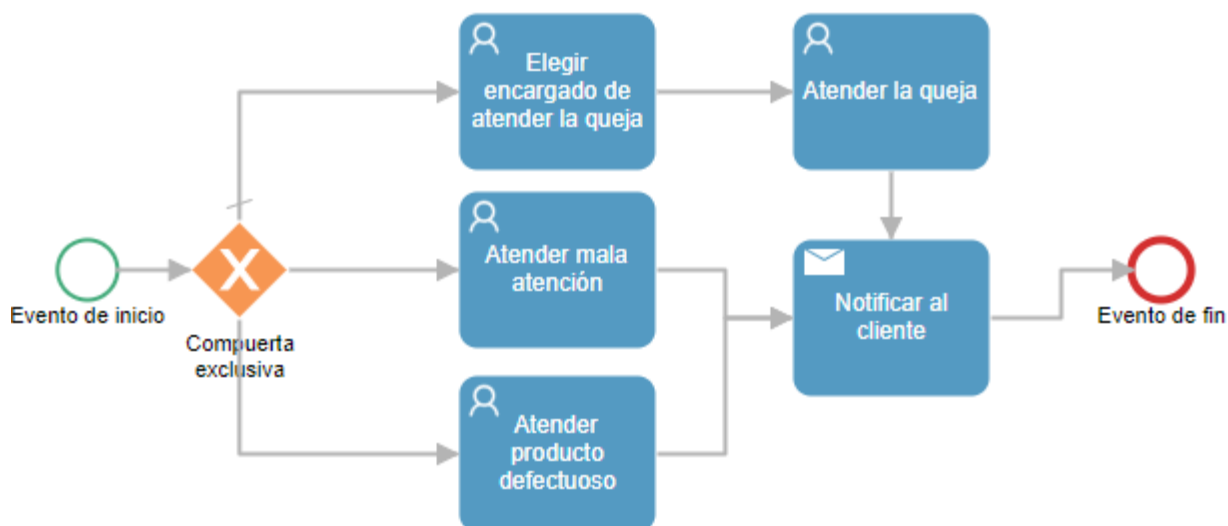 Elegir
encargado de
atender la queja
Atender la queja
Evento de inicio
X
Compuerta
exclusiva
Atender mala
atención
Notificar al
cliente
Evento de fin
Atender
producto
defectuoso